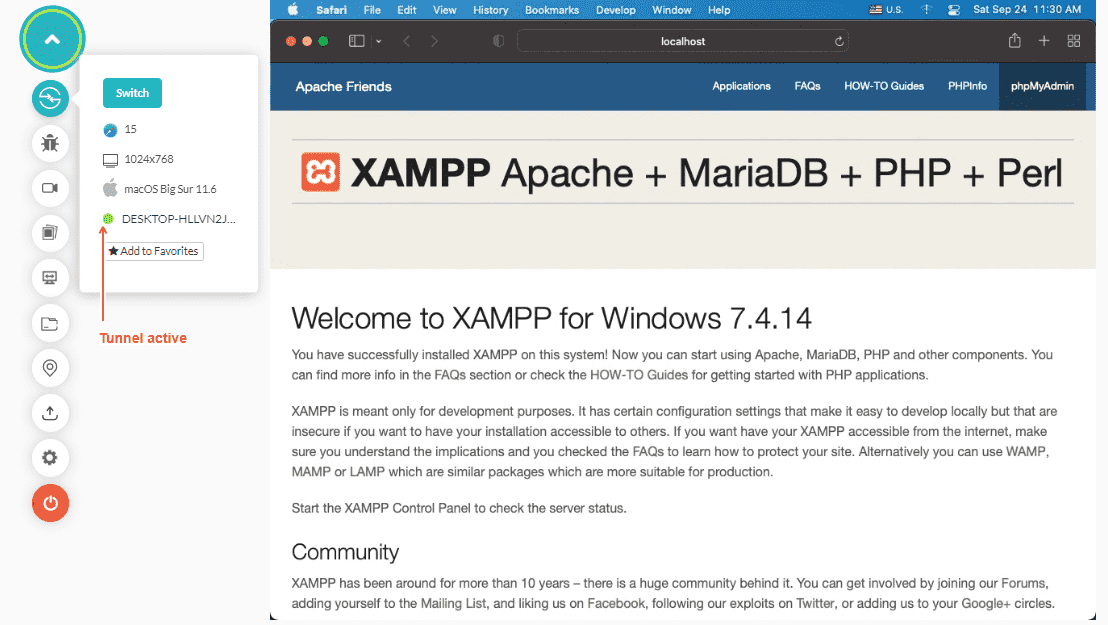 Safari File Edit View History Bookmarks Develop Window Help U.S. Sat Sep 24 11:30 AM
localhost
Switch
15
1024x768
macOS Big Sur 11.6
DESKTOP-HLLVN2J...
Add to Favorites
Tunnel active
Apache Friends Applications FAQs HOW-TO Guides PHPInfo phpMyAdmin
XAMPP Apache + MariaDB + PHP + Perl
Welcome to XAMPP for Windows 7.4.14
You have successfully installed XAMPP on this system! Now you can start using Apache, MariaDB, PHP and other components. You
can find more info in the FAQs section or check the HOW-TO Guides for getting started with PHP applications.
XAMPP is meant only for development purposes. It has certain configuration settings that make it easy to develop locally but that are
insecure if you want to have your installation accessible to others. If you want have your XAMPP accessible from the internet, make
sure you understand the implications and you checked the FAQs to learn how to protect your site. Alternatively you can use WAMP,
MAMP or LAMP which are similar packages which are more suitable for production.
Start the XAMPP Control Panel to check the server status.
Community
XAMPP has been around for more than 10 years – there is a huge community behind it. You can get involved by joining our Forums,
adding yourself to the Mailing List, and liking us on Facebook, following our exploits on Twitter, or adding us to your Google+ circles.